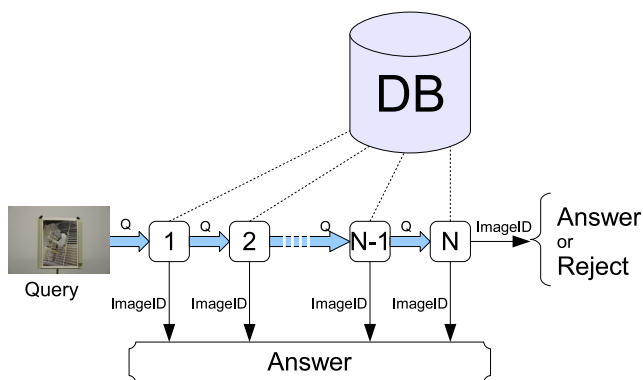 DB
Q
Q
Q
Q
1
2
N-1
N
ImageID
Answer
or
Reject
Query
ImageID
ImageID
ImageID
ImageID
Answer